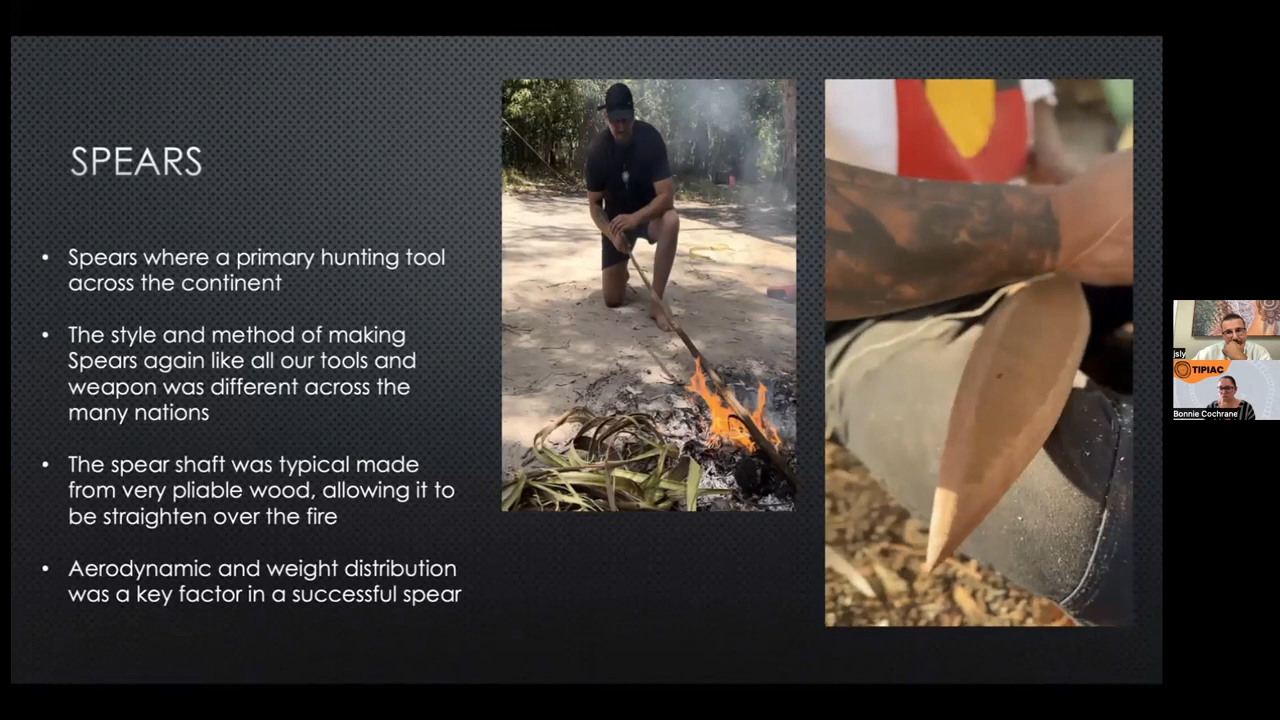 SPEARS
• Spears where a primary hunting tool
across the continent
• The style and method of making
Spears again like all our tools and
weapon was different across the
many nations
• The spear shaft was typical made
from very pliable wood, allowing it to
be straighten over the fire
• Aerodynamic and weight distribution
was a key factor in a successful spear
jsly
TIPIAC
Bonnie Cochrane